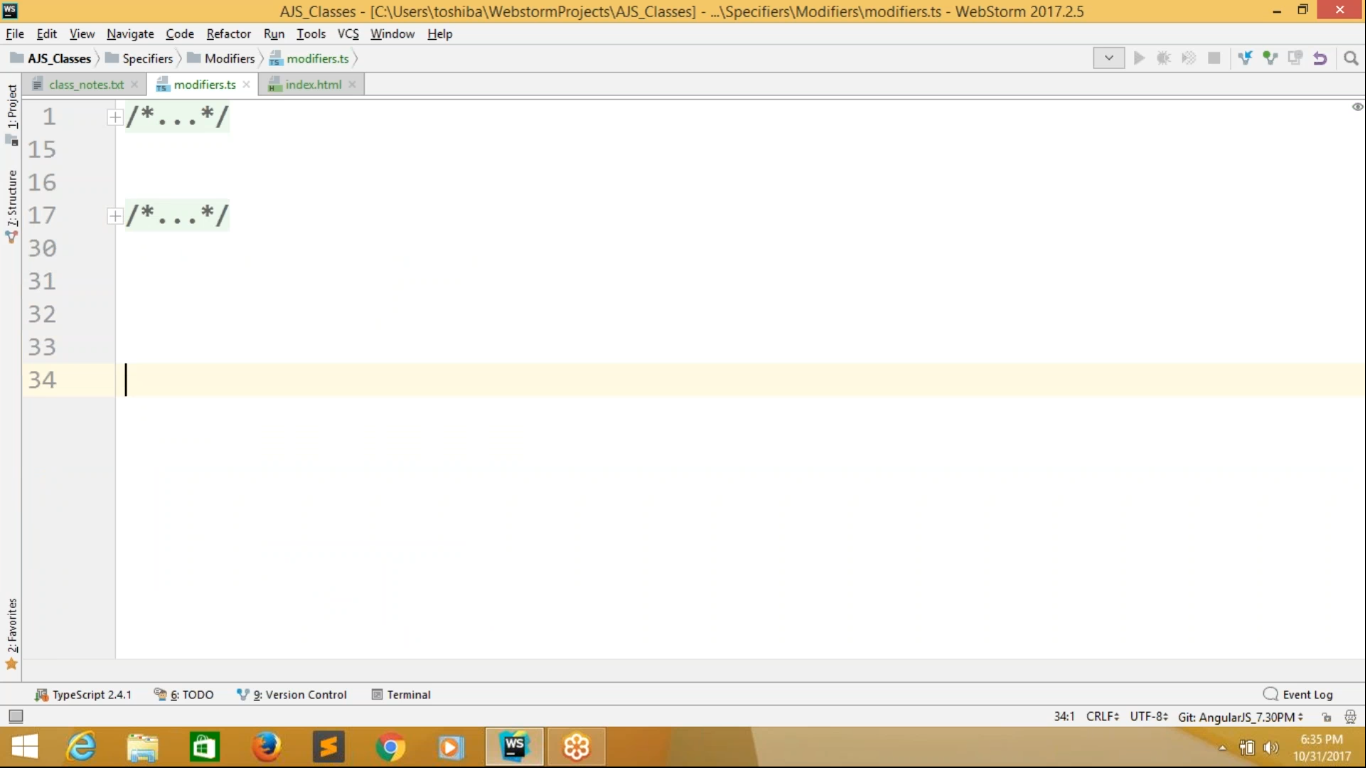 WS AJS_Classes - [C:\Users\toshiba\WebstormProjects\AJS_Classes] - ...\Specifiers\Modifiers\modifiers.ts - WebStorm 2017.2.5
File Edit View Navigate Code Refactor Run Tools VCS Window Help
AJS_Classes Specifiers Modifiers modifiers.ts
class_notes.txt modifiers.ts index.html
1: Project
7: Structure
2: Favorites
1 /*...*/
15
16
17 /*...*/
30
31
32
33
34
TypeScript 2.4.1 6: TODO 9: Version Control Terminal Event Log
34:1 CRLF UTF-8 Git: AngularJS_7.30PM
WS
6:35 PM
10/31/2017